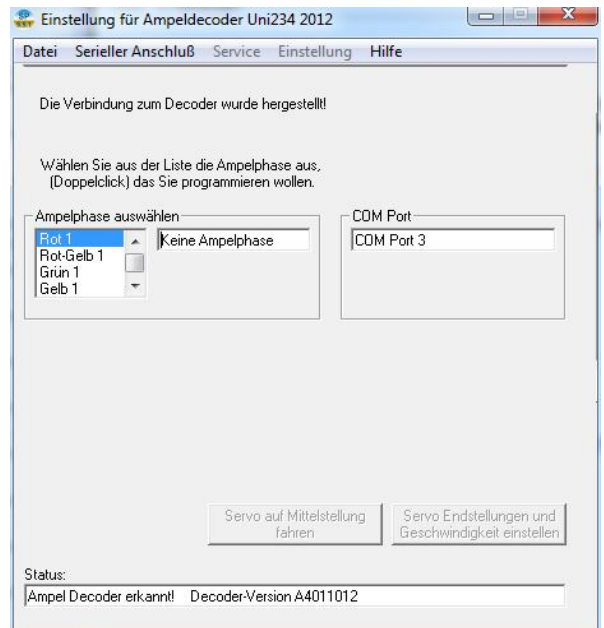 Einstellung für Ampeldecoder Uni234 2012
Datei Serieller Anschluß Service Einstellung Hilfe
Die Verbindung zum Decoder wurde hergestellt!
Wählen Sie aus der Liste die Ampelphase aus,
(Doppelclick) das Sie programmieren wollen.
Ampelphase auswählen
Rot 1
Rot-Gelb 1
Grün 1
Gelb 1
Keine Ampelphase
COM Port
COM Port 3
Servo auf Mittelstellung
fahren
Servo Endstellungen und
Geschwindigkeit einstellen
Status:
Ampel Decoder erkannt! Decoder-Version A4011012